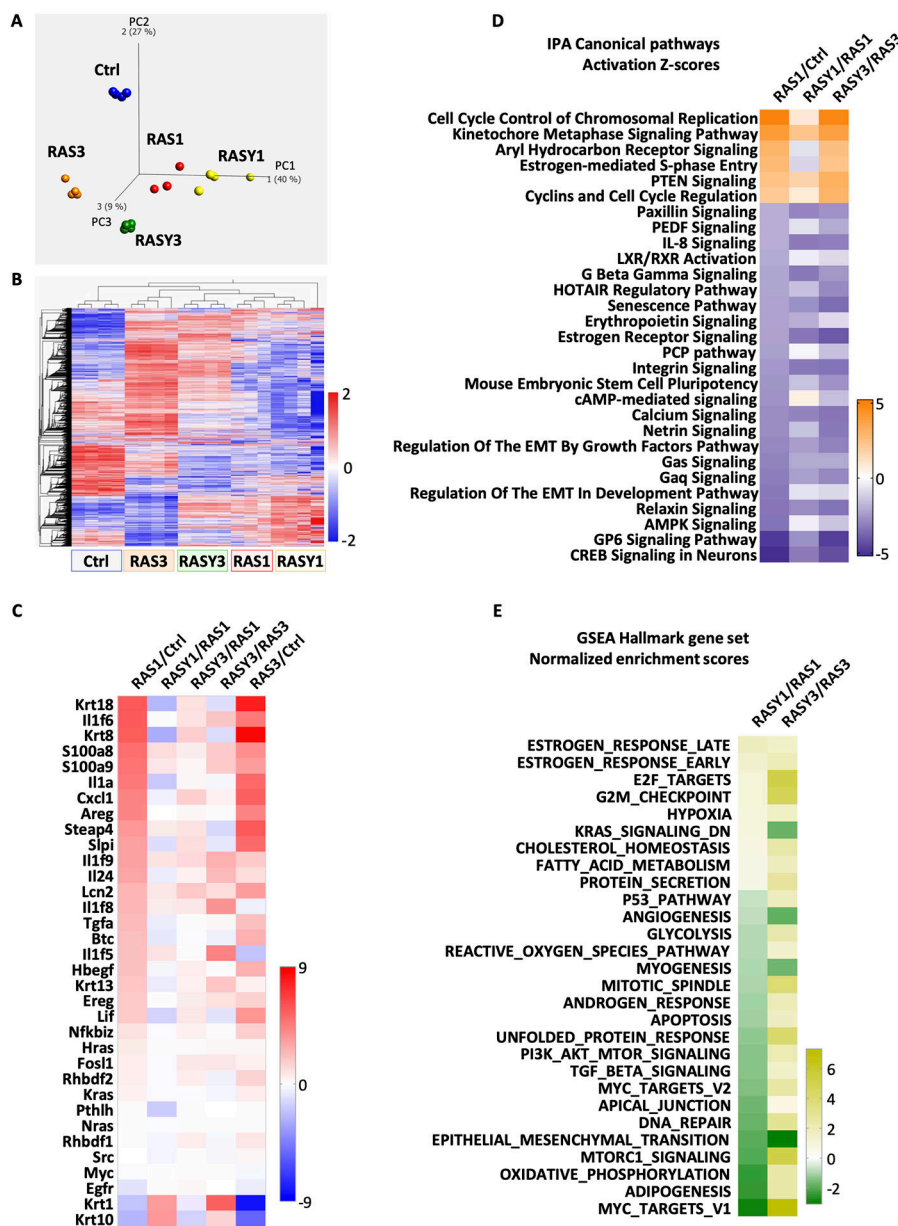 A
PC2
2 (27 %)
Ctrl
RAS1
RAS3
RASY1
PC1
1 (40 %)
3 (9 %)
PC3
RASY3
B
2
0
-2
Ctrl
RAS3
RASY3
RAS1
RASY1
C
RAS1/Ctrl
RASY1/RAS1
RASY3/RAS1
RASY3/RAS3
RAS3/Ctrl
Krt18
Il1f6
Krt8
S100a8
S100a9
Il1a
Cxcl1
Areg
Steap4
Slpi
Il1f9
Il24
Lcn2
Il1f8
Tgfa
Btc
Il1f5
Hbegf
Krt13
Ereg
Lif
Nfkbiz
Hras
Fosl1
Rhbdf2
Kras
Pthlh
Nras
Rhbdf1
Src
Myc
Egfr
Krt1
Krt10
9
0
-9
D
IPA Canonical pathways
Activation Z-scores
RAS1/Ctrl
RASY1/RAS1
RASY3/RAS3
Cell Cycle Control of Chromosomal Replication
Kinetochore Metaphase Signaling Pathway
Aryl Hydrocarbon Receptor Signaling
Estrogen-mediated S-phase Entry
PTEN Signaling
Cyclins and Cell Cycle Regulation
Paxillin Signaling
PEDF Signaling
IL-8 Signaling
LXR/RXR Activation
G Beta Gamma Signaling
HOTAIR Regulatory Pathway
Senescence Pathway
Erythropoietin Signaling
Estrogen Receptor Signaling
PCP pathway
Integrin Signaling
Mouse Embryonic Stem Cell Pluripotency
cAMP-mediated signaling
Calcium Signaling
Netrin Signaling
Regulation Of The EMT By Growth Factors Pathway
Gas Signaling
Gaq Signaling
Regulation Of The EMT In Development Pathway
Relaxin Signaling
AMPK Signaling
GP6 Signaling Pathway
CREB Signaling in Neurons
5
0
-5
E
GSEA Hallmark gene set
Normalized enrichment scores
RASY1/RAS1
RASY3/RAS3
ESTROGEN_RESPONSE_LATE
ESTROGEN_RESPONSE_EARLY
E2F_TARGETS
G2M_CHECKPOINT
HYPOXIA
KRAS_SIGNALING_DN
CHOLESTEROL_HOMEOSTASIS
FATTY_ACID_METABOLISM
PROTEIN_SECRETION
P53_PATHWAY
ANGIOGENESIS
GLYCOLYSIS
REACTIVE_OXYGEN_SPECIES_PATHWAY
MYOGENESIS
MITOTIC_SPINDLE
ANDROGEN_RESPONSE
APOPTOSIS
UNFOLDED_PROTEIN_RESPONSE
PI3K_AKT_MTOR_SIGNALING
TGF_BETA_SIGNALING
MYC_TARGETS_V2
APICAL_JUNCTION
DNA_REPAIR
EPITHELIAL_MESENCHYMAL_TRANSITION
MTORC1_SIGNALING
OXIDATIVE_PHOSPHORYLATION
ADIPOGENESIS
MYC_TARGETS_V1
6
4
2
0
-2